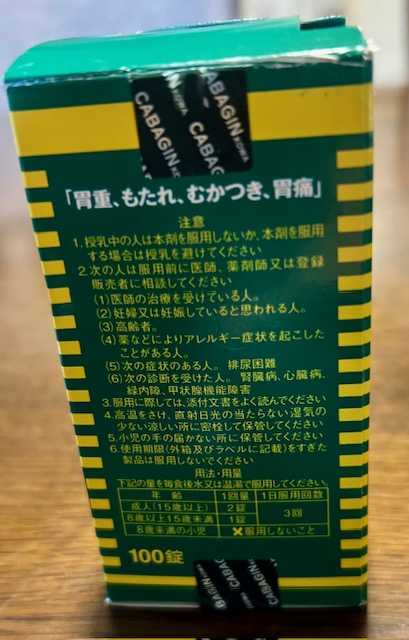 CABAGIN KOWA
CABAGIN
「胃重、もたれ、むかつき、胃痛」
注意
1.授乳中の人は本剤を服用しないか、本剤を服用
する場合は授乳を避けてください
2.次の人は服用前に医師、薬剤師又は登録
販売者に相談してください
(1)医師の治療を受けている人。
(2)妊婦又は妊娠していると思われる人。
(3)高齢者。
(4)薬などによりアレルギー症状を起こした
ことがある人。
(5)次の症状のある人。 排尿困難
(6)次の診断を受けた人。 腎臓病、心臓病、
緑内障、甲状腺機能障害
3.服用に際しては、添付文書をよく読んでください
4.高温をさけ、直射日光の当たらない湿気の
少ない涼しい所に密栓して保管してください
5.小児の手の届かない所に保管してください
6.使用期限(外箱及びラベルに記載)をすぎた
製品は服用しないでください
用法・用量
下記の量を毎食後水又は温湯で服用してください
年 齢 1回量 1日服用回数
成人(15歳以上) 2錠 3回
8歳以上15歳未満 1錠
8歳未満の小児 ✖服用しないこと
100錠
CABAGIN
CABAGIN